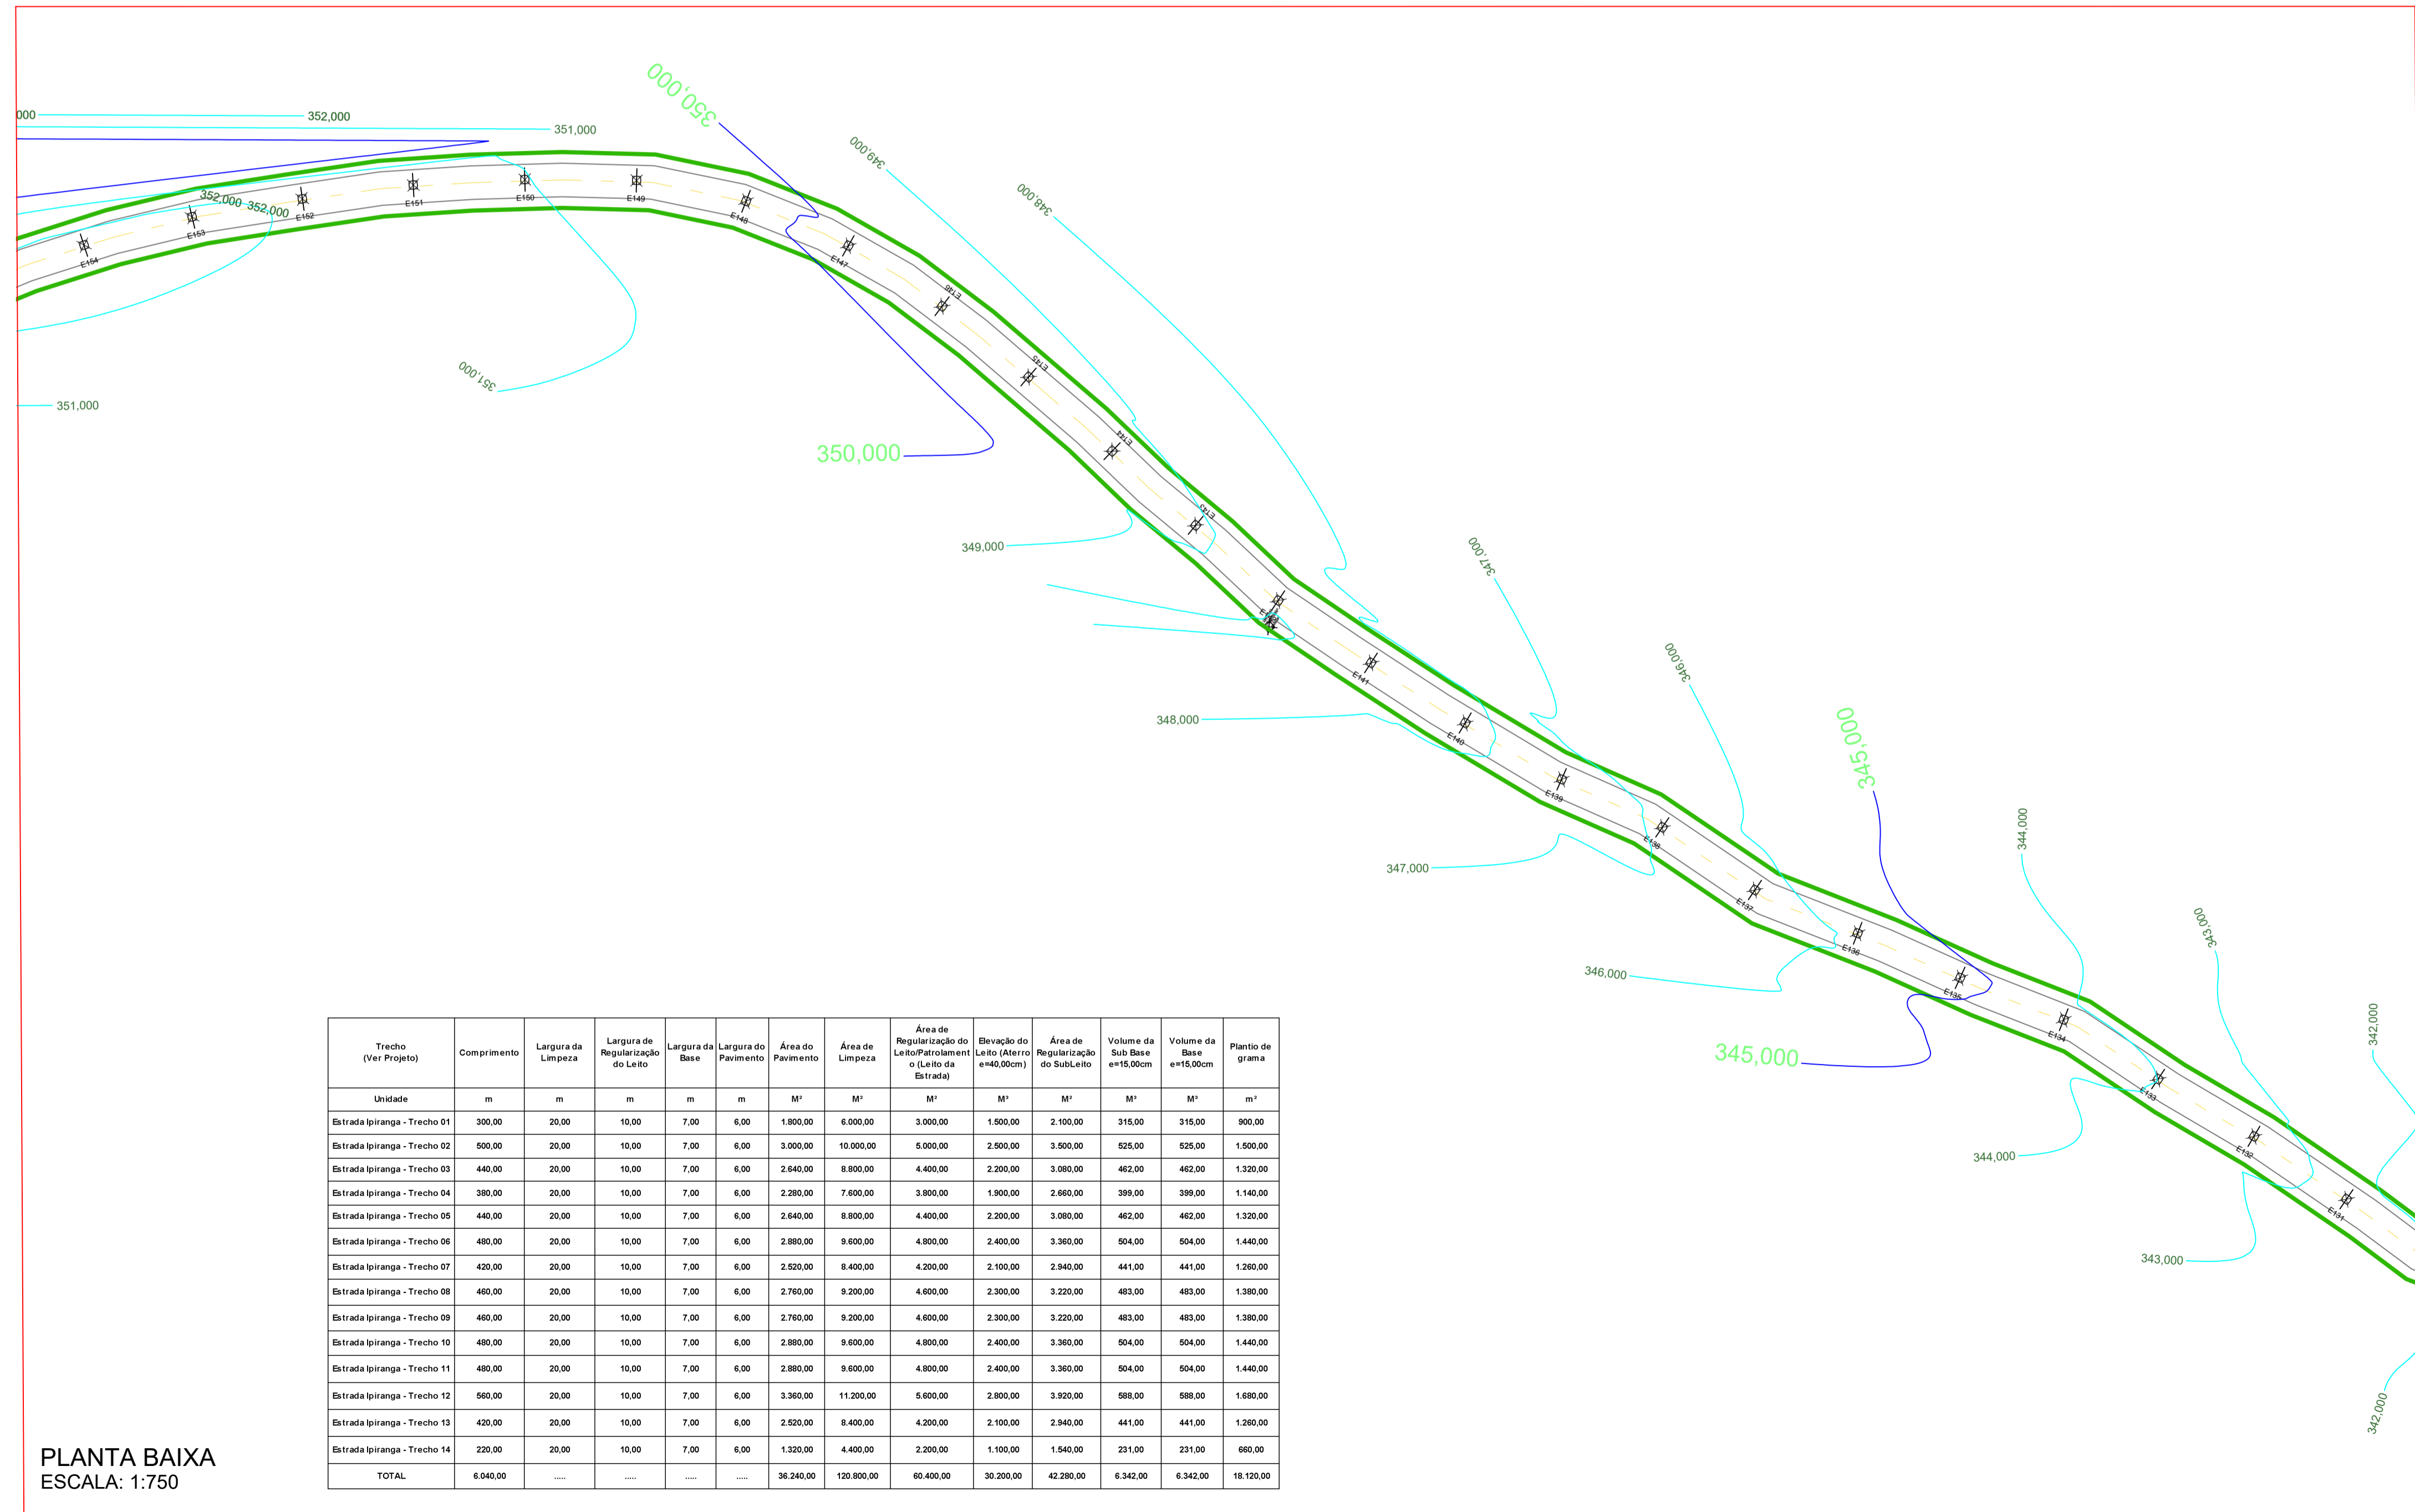 350,000
000
352,000
351,000
349,000
348,000
352,000 352,000
E154
E153
E152
E151
E150
E149
E148
E147
E146
E145
E144
E143
351,000
351,000
350,000
349,000
347,000
346,000
345,000
E141
E140
E139
E138
E137
E136
E135
E134
E133
E132
E131
348,000
347,000
346,000
345,000
344,000
343,000
342,000
344,000
343,000
342,000
Trecho (Ver Projeto) Comprimento Largura da Limpeza Largura de Regularização do Leito Largura da Base Largura do Pavimento Área do Pavimento Área de Limpeza Área de Regularização do Leito/Patrolament o (Leito da Estrada) Elevação do Leito (Aterro e=40,00cm) Área de Regularização do SubLeito Volume da Sub Base e=15,00cm Volume da Base e=15,00cm Plantio de grama
Unidade m m m m m M² M² M² M³ M² M³ M³ m²
Estrada Ipiranga - Trecho 01 300,00 20,00 10,00 7,00 6,00 1.800,00 6.000,00 3.000,00 1.500,00 2.100,00 315,00 315,00 900,00
Estrada Ipiranga - Trecho 02 500,00 20,00 10,00 7,00 6,00 3.000,00 10.000,00 5.000,00 2.500,00 3.500,00 525,00 525,00 1.500,00
Estrada Ipiranga - Trecho 03 440,00 20,00 10,00 7,00 6,00 2.640,00 8.800,00 4.400,00 2.200,00 3.080,00 462,00 462,00 1.320,00
Estrada Ipiranga - Trecho 04 380,00 20,00 10,00 7,00 6,00 2.280,00 7.600,00 3.800,00 1.900,00 2.660,00 399,00 399,00 1.140,00
Estrada Ipiranga - Trecho 05 440,00 20,00 10,00 7,00 6,00 2.640,00 8.800,00 4.400,00 2.200,00 3.080,00 462,00 462,00 1.320,00
Estrada Ipiranga - Trecho 06 480,00 20,00 10,00 7,00 6,00 2.880,00 9.600,00 4.800,00 2.400,00 3.360,00 504,00 504,00 1.440,00
Estrada Ipiranga - Trecho 07 420,00 20,00 10,00 7,00 6,00 2.520,00 8.400,00 4.200,00 2.100,00 2.940,00 441,00 441,00 1.260,00
Estrada Ipiranga - Trecho 08 460,00 20,00 10,00 7,00 6,00 2.760,00 9.200,00 4.600,00 2.300,00 3.220,00 483,00 483,00 1.380,00
Estrada Ipiranga - Trecho 09 460,00 20,00 10,00 7,00 6,00 2.760,00 9.200,00 4.600,00 2.300,00 3.220,00 483,00 483,00 1.380,00
Estrada Ipiranga - Trecho 10 480,00 20,00 10,00 7,00 6,00 2.880,00 9.600,00 4.800,00 2.400,00 3.360,00 504,00 504,00 1.440,00
Estrada Ipiranga - Trecho 11 480,00 20,00 10,00 7,00 6,00 2.880,00 9.600,00 4.800,00 2.400,00 3.360,00 504,00 504,00 1.440,00
Estrada Ipiranga - Trecho 12 560,00 20,00 10,00 7,00 6,00 3.360,00 11.200,00 5.600,00 2.800,00 3.920,00 588,00 588,00 1.680,00
Estrada Ipiranga - Trecho 13 420,00 20,00 10,00 7,00 6,00 2.520,00 8.400,00 4.200,00 2.100,00 2.940,00 441,00 441,00 1.260,00
Estrada Ipiranga - Trecho 14 220,00 20,00 10,00 7,00 6,00 1.320,00 4.400,00 2.200,00 1.100,00 1.540,00 231,00 231,00 660,00
TOTAL 6.040,00 ..... ..... ..... ..... 36.240,00 120.800,00 60.400,00 30.200,00 42.280,00 6.342,00 6.342,00 18.120,00
PLANTA BAIXA
ESCALA: 1:750